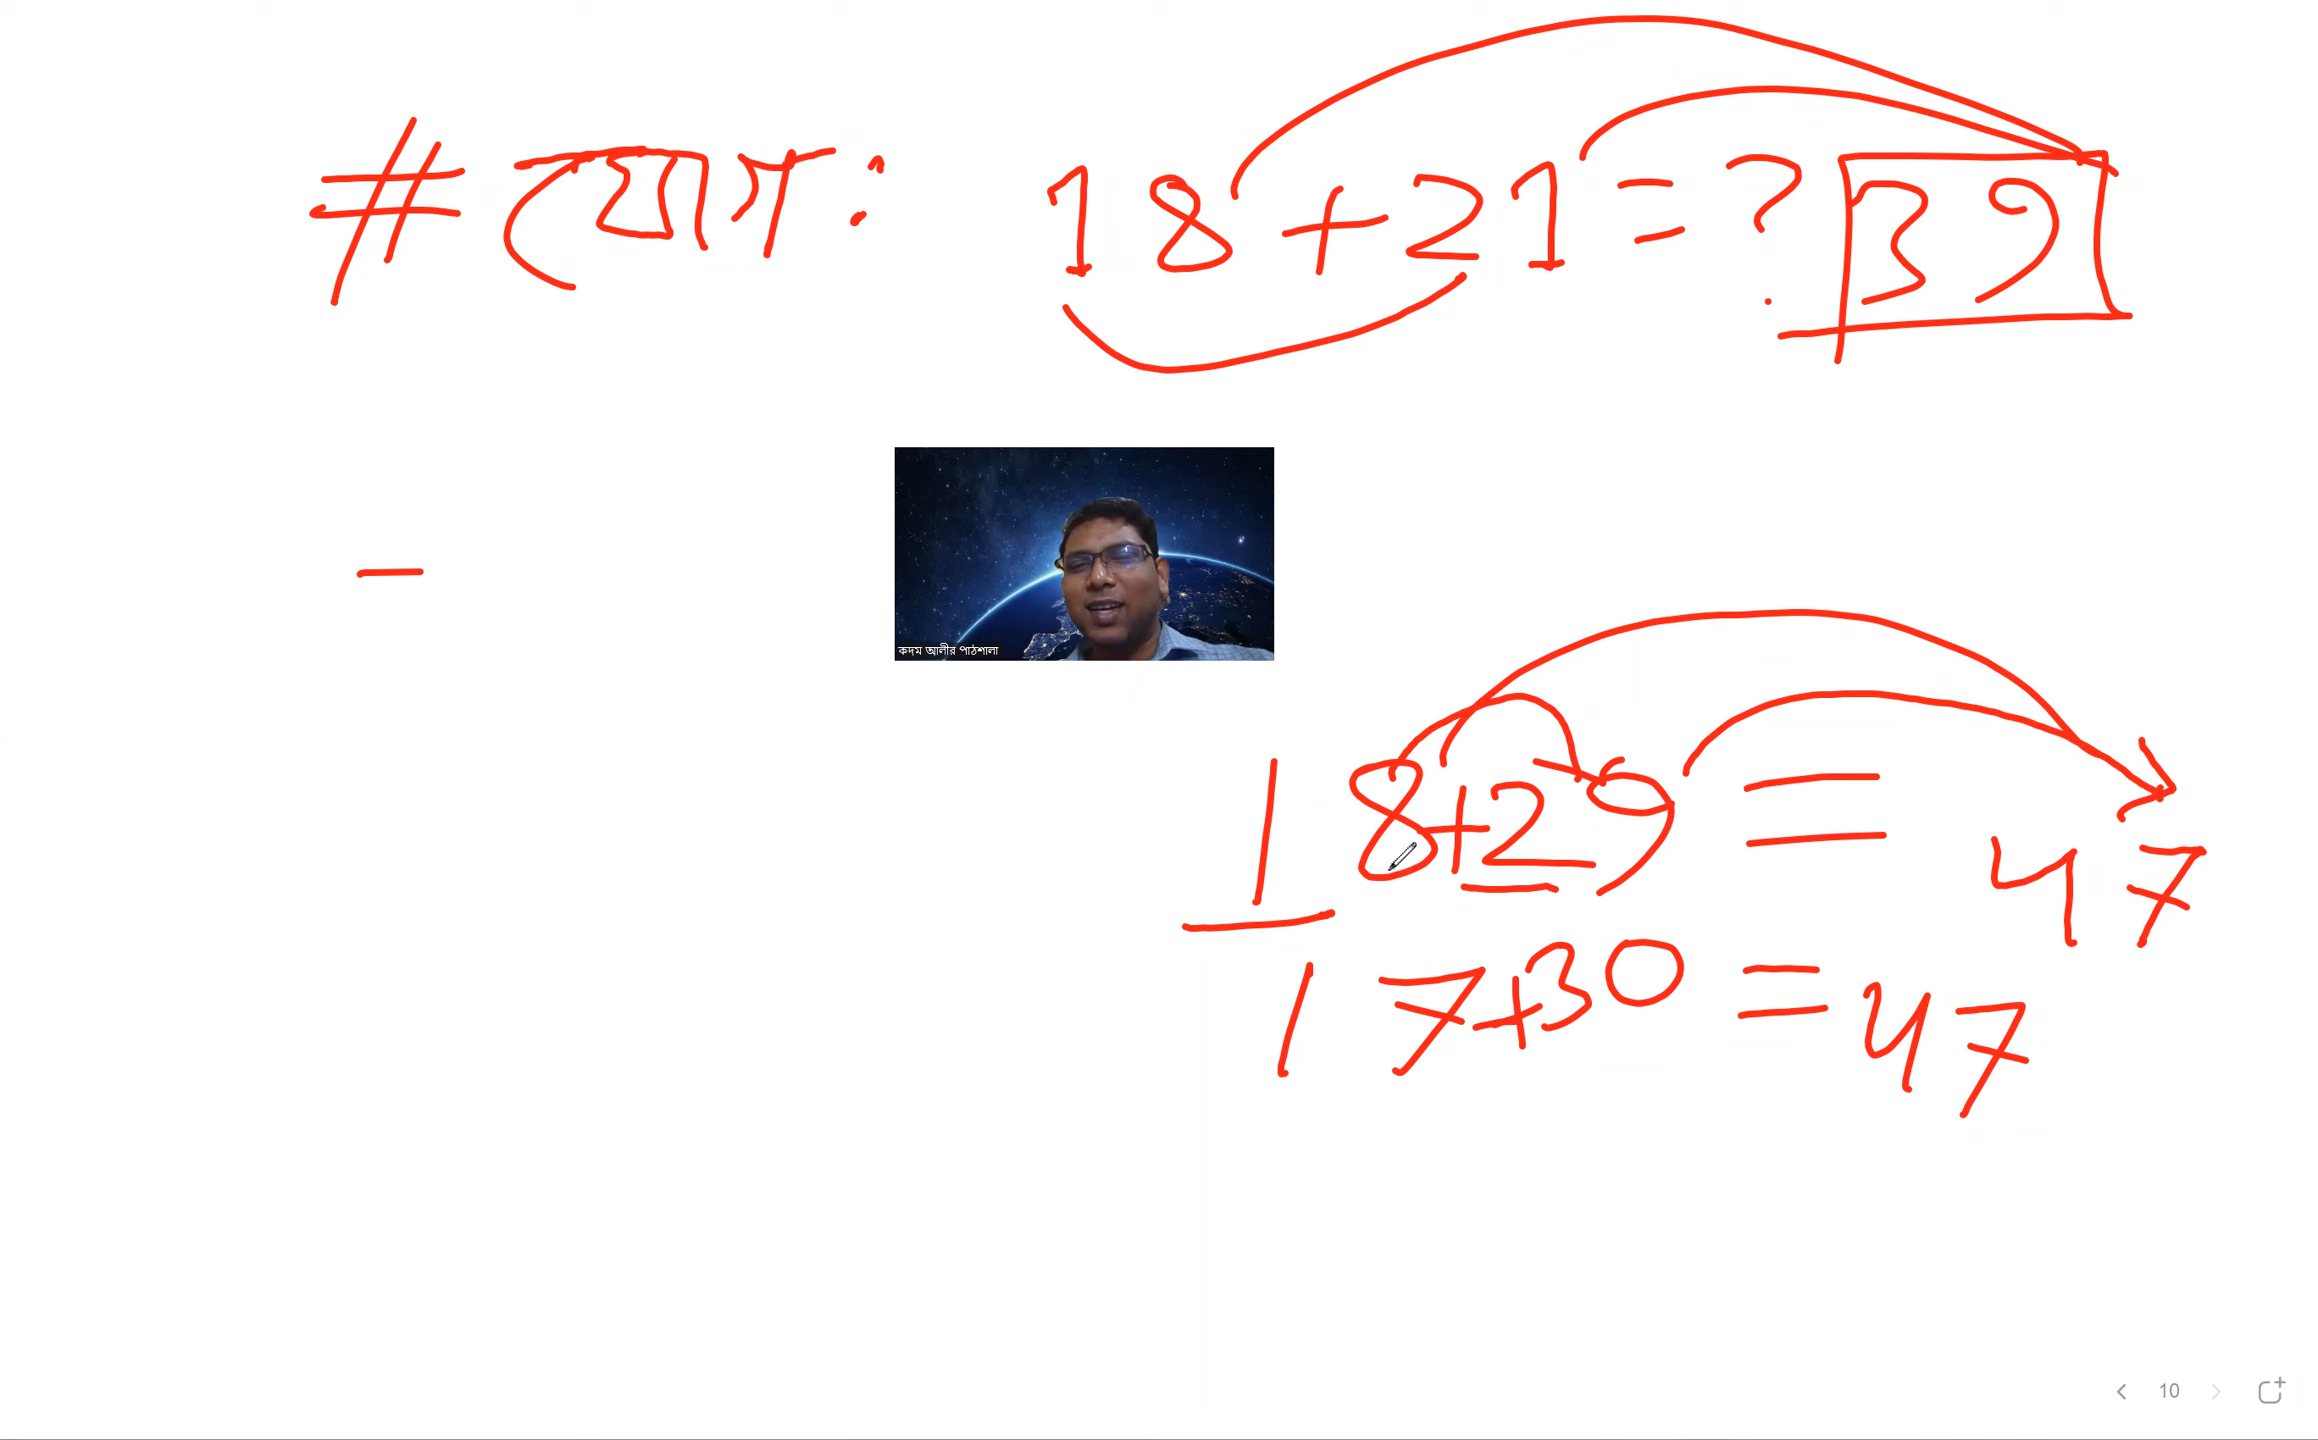 # যোগ: 18+21=? 39
কদম আলীর পাঠশালা
—
18+29 = 47
17+30 = 47
10